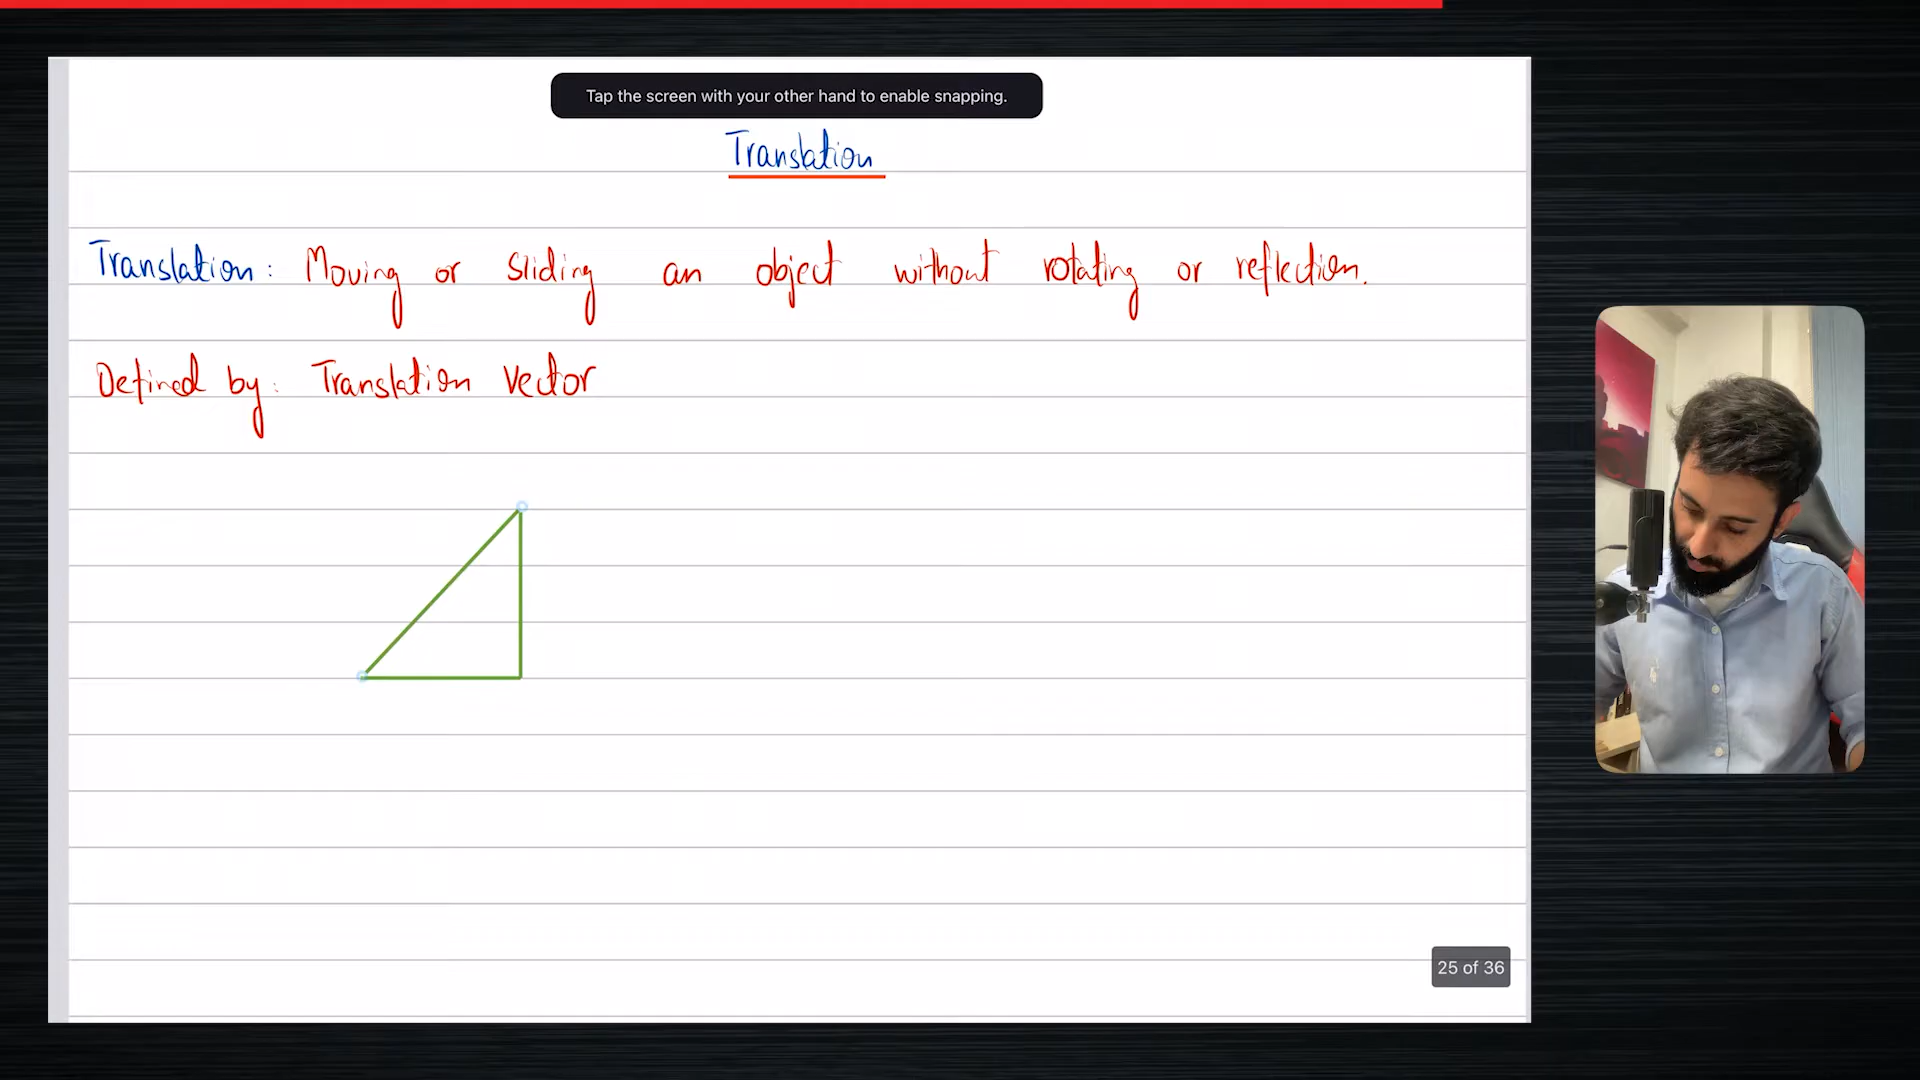 Tap the screen with your other hand to enable snapping.
Translation
Translation: Moving or sliding an object without rotating or reflection.
Defined by: Translation Vector
25 of 36